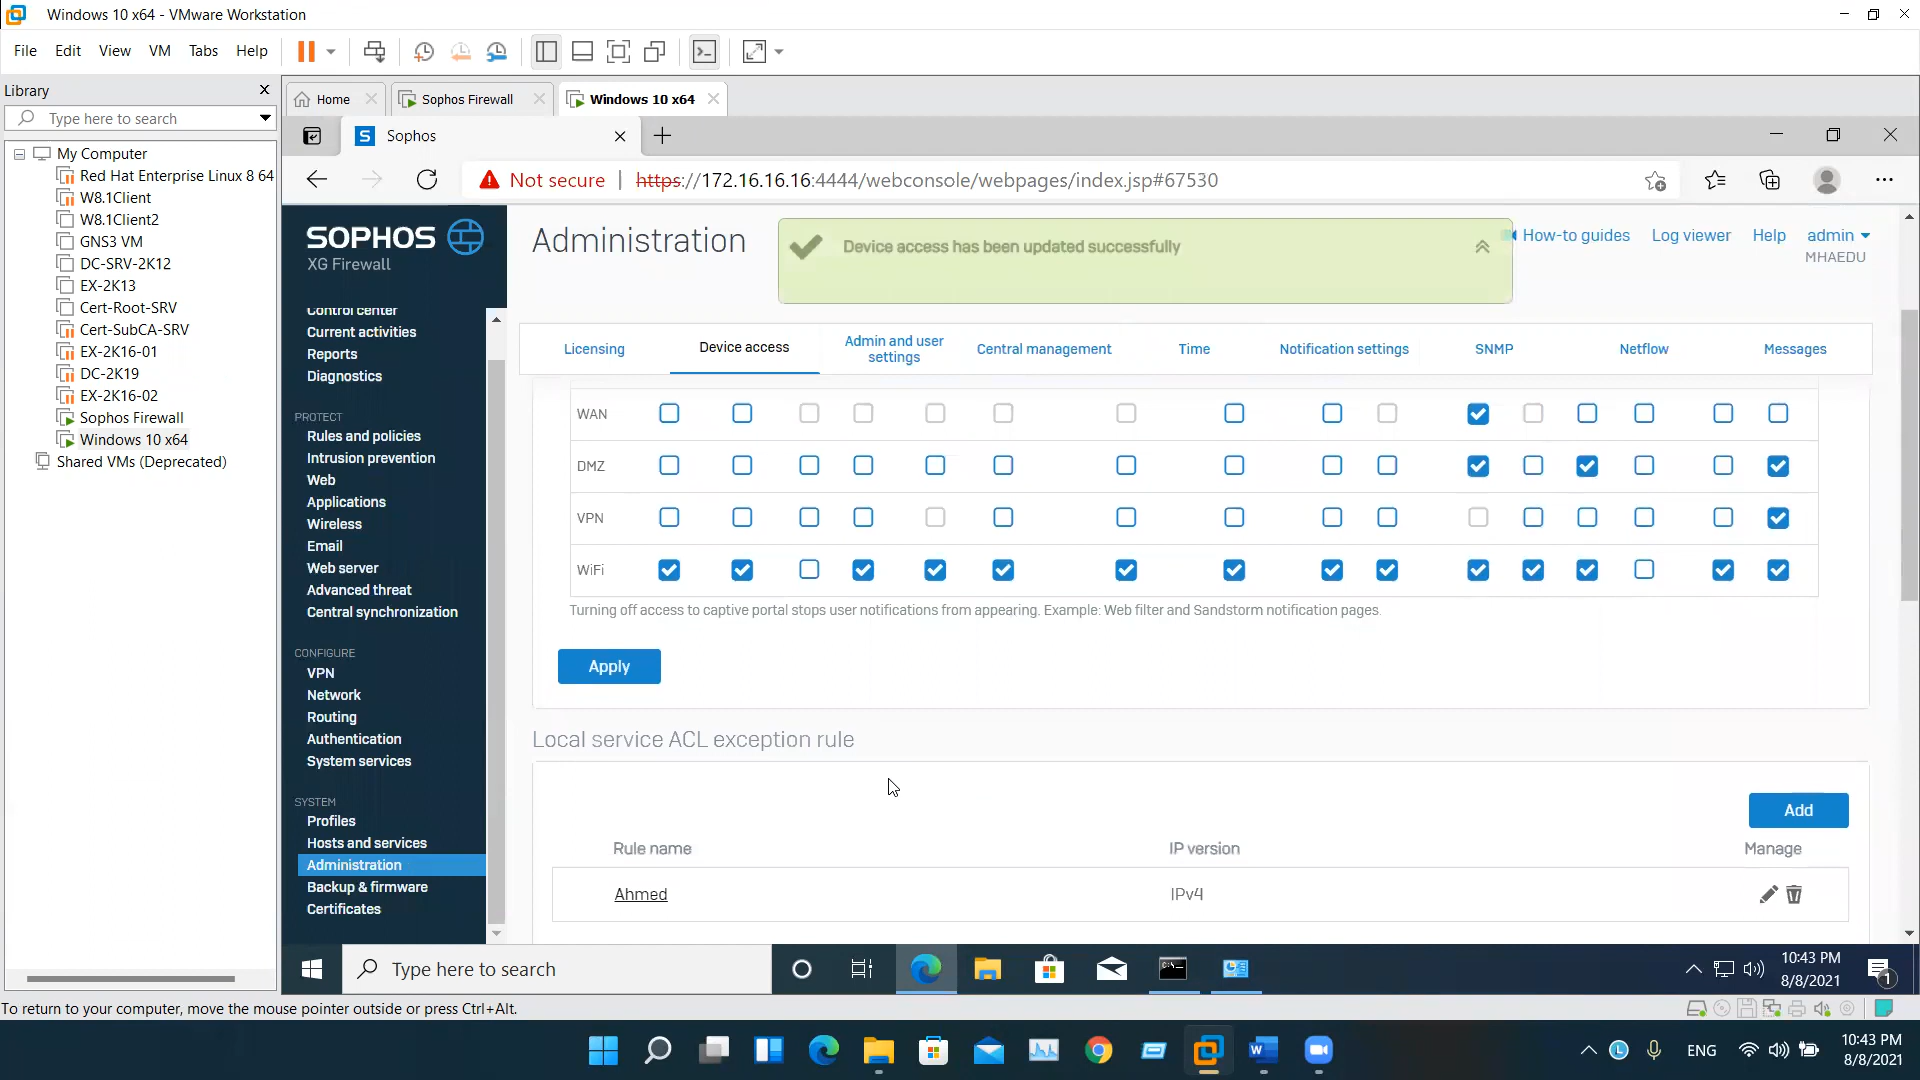 Windows 10 x64 - VMware Workstation
File Edit View VM Tabs Help
Library
Type here to search
My Computer
Red Hat Enterprise Linux 8 64
W8.1Client
W8.1Client2
GNS3 VM
DC-SRV-2K12
EX-2K13
Cert-Root-SRV
Cert-SubCA-SRV
EX-2K16-01
DC-2K19
EX-2K16-02
Sophos Firewall
Windows 10 x64
Shared VMs (Deprecated)
Home Sophos Firewall Windows 10 x64
S Sophos
Not secure | https://172.16.16.16:4444/webconsole/webpages/index.jsp#67530
SOPHOS
XG Firewall
Control center
Current activities
Reports
Diagnostics
PROTECT
Rules and policies
Intrusion prevention
Web
Applications
Wireless
Email
Web server
Advanced threat
Central synchronization
CONFIGURE
VPN
Network
Routing
Authentication
System services
SYSTEM
Profiles
Hosts and services
Administration
Backup & firmware
Certificates
Administration
Device access has been updated successfully
How-to guides Log viewer Help admin
MHAEDU
Licensing Device access Admin and user settings Central management Time Notification settings SNMP Netflow Messages
WAN
DMZ
VPN
WiFi
Turning off access to captive portal stops user notifications from appearing. Example: Web filter and Sandstorm notification pages.
Apply
Local service ACL exception rule
Add
Rule name IP version Manage
Ahmed IPv4
Type here to search
10:43 PM
8/8/2021
1
To return to your computer, move the mouse pointer outside or press Ctrl+Alt.
L ENG
10:43 PM
8/8/2021